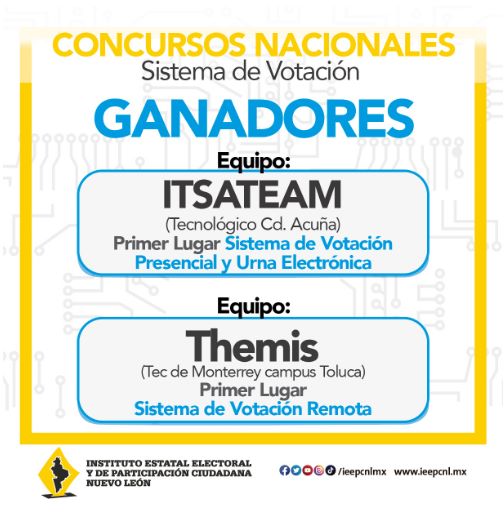 CONCURSOS NACIONALES
Sistema de Votación
GANADORES
Equipo:
ITSATEAM
(Tecnológico Cd. Acuña)
Primer Lugar Sistema de Votación
Presencial y Urna Electrónica
Equipo:
Themis
(Tec de Monterrey campus Toluca)
Primer Lugar
Sistema de Votación Remota
INSTITUTO ESTATAL ELECTORAL
Y DE PARTICIPACIÓN CIUDADANA
NUEVO LEÓN
/ieepcnlmx www.ieepcnl.mx